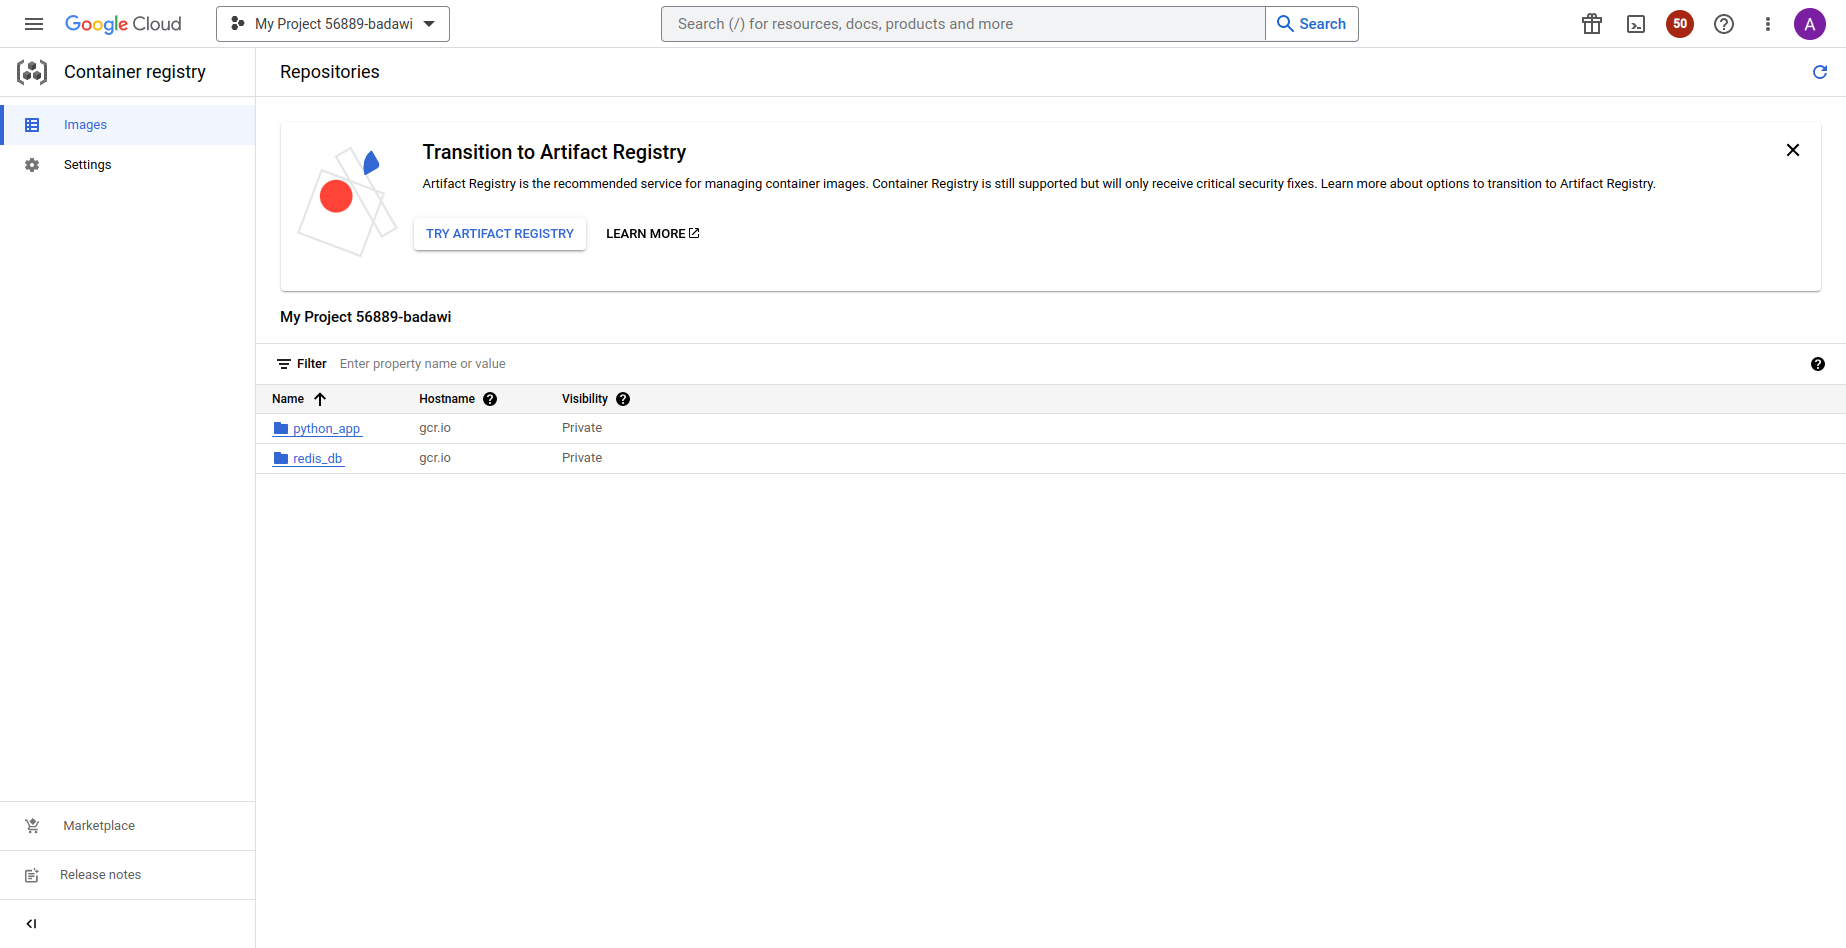 Google Cloud
My Project 56889-badawi
Search (/) for resources, docs, products and more
Search
50
A
Container registry
Repositories
Images
Settings
Transition to Artifact Registry
Artifact Registry is the recommended service for managing container images. Container Registry is still supported but will only receive critical security fixes. Learn more about options to transition to Artifact Registry.
TRY ARTIFACT REGISTRY
LEARN MORE
My Project 56889-badawi
Filter Enter property name or value
Name Hostname Visibility
python_app gcr.io Private
redis_db gcr.io Private
Marketplace
Release notes